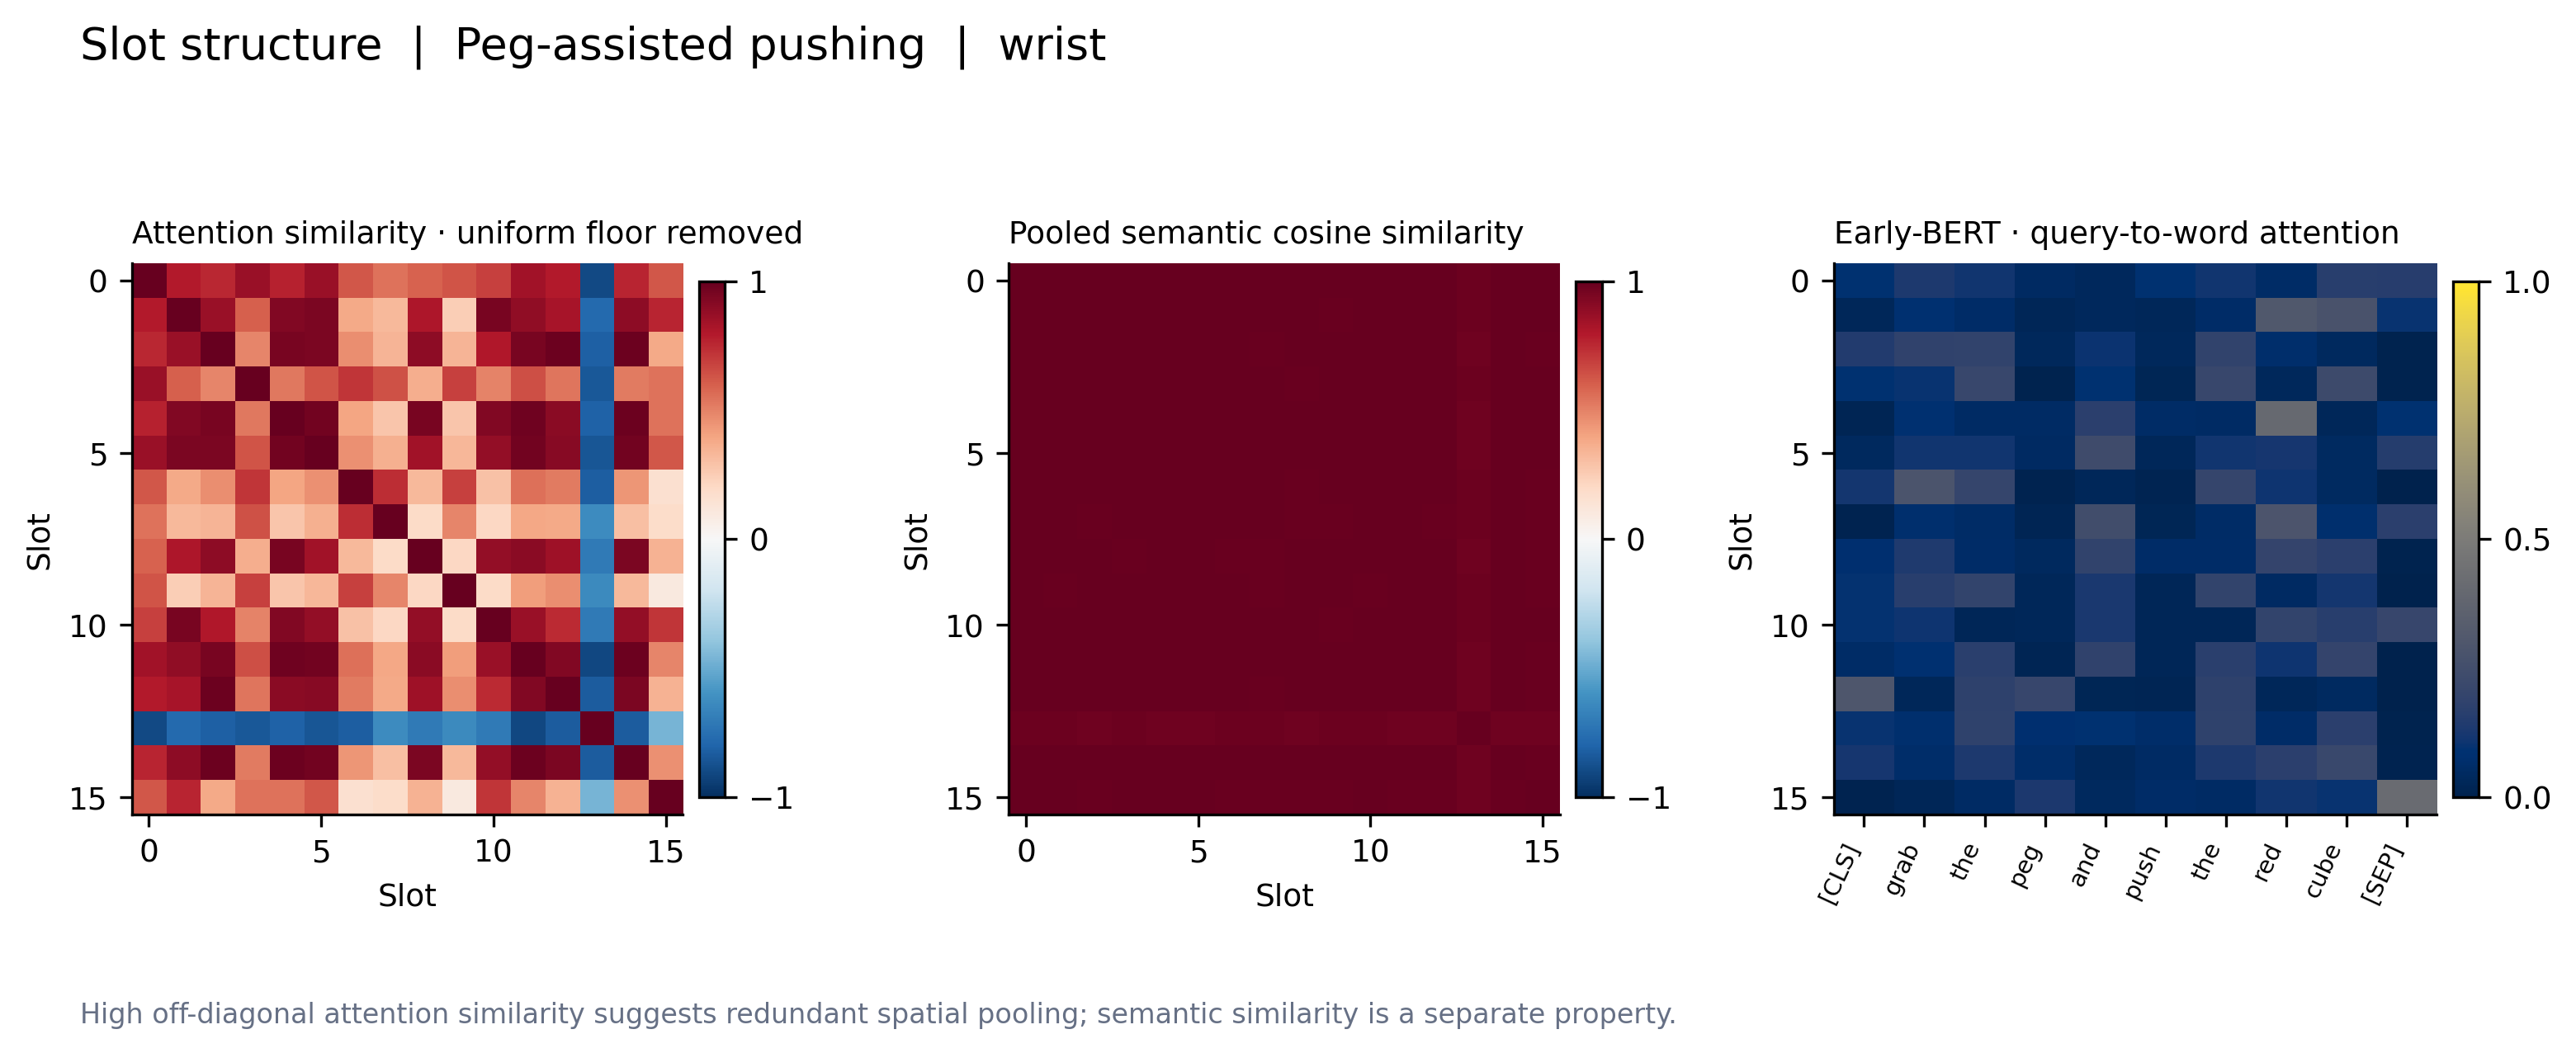 Slot structure | Peg-assisted pushing | wrist
Attention similarity · uniform floor removed
0
5
10
15
Slot
0
5
10
15
Slot
1
0
−1
Pooled semantic cosine similarity
0
5
10
15
Slot
0
5
10
15
Slot
1
0
−1
Early-BERT · query-to-word attention
0
5
10
15
Slot
[CLS]
grab
the
peg
and
push
the
red
cube
[SEP]
1.0
0.5
0.0
High off-diagonal attention similarity suggests redundant spatial pooling; semantic similarity is a separate property.